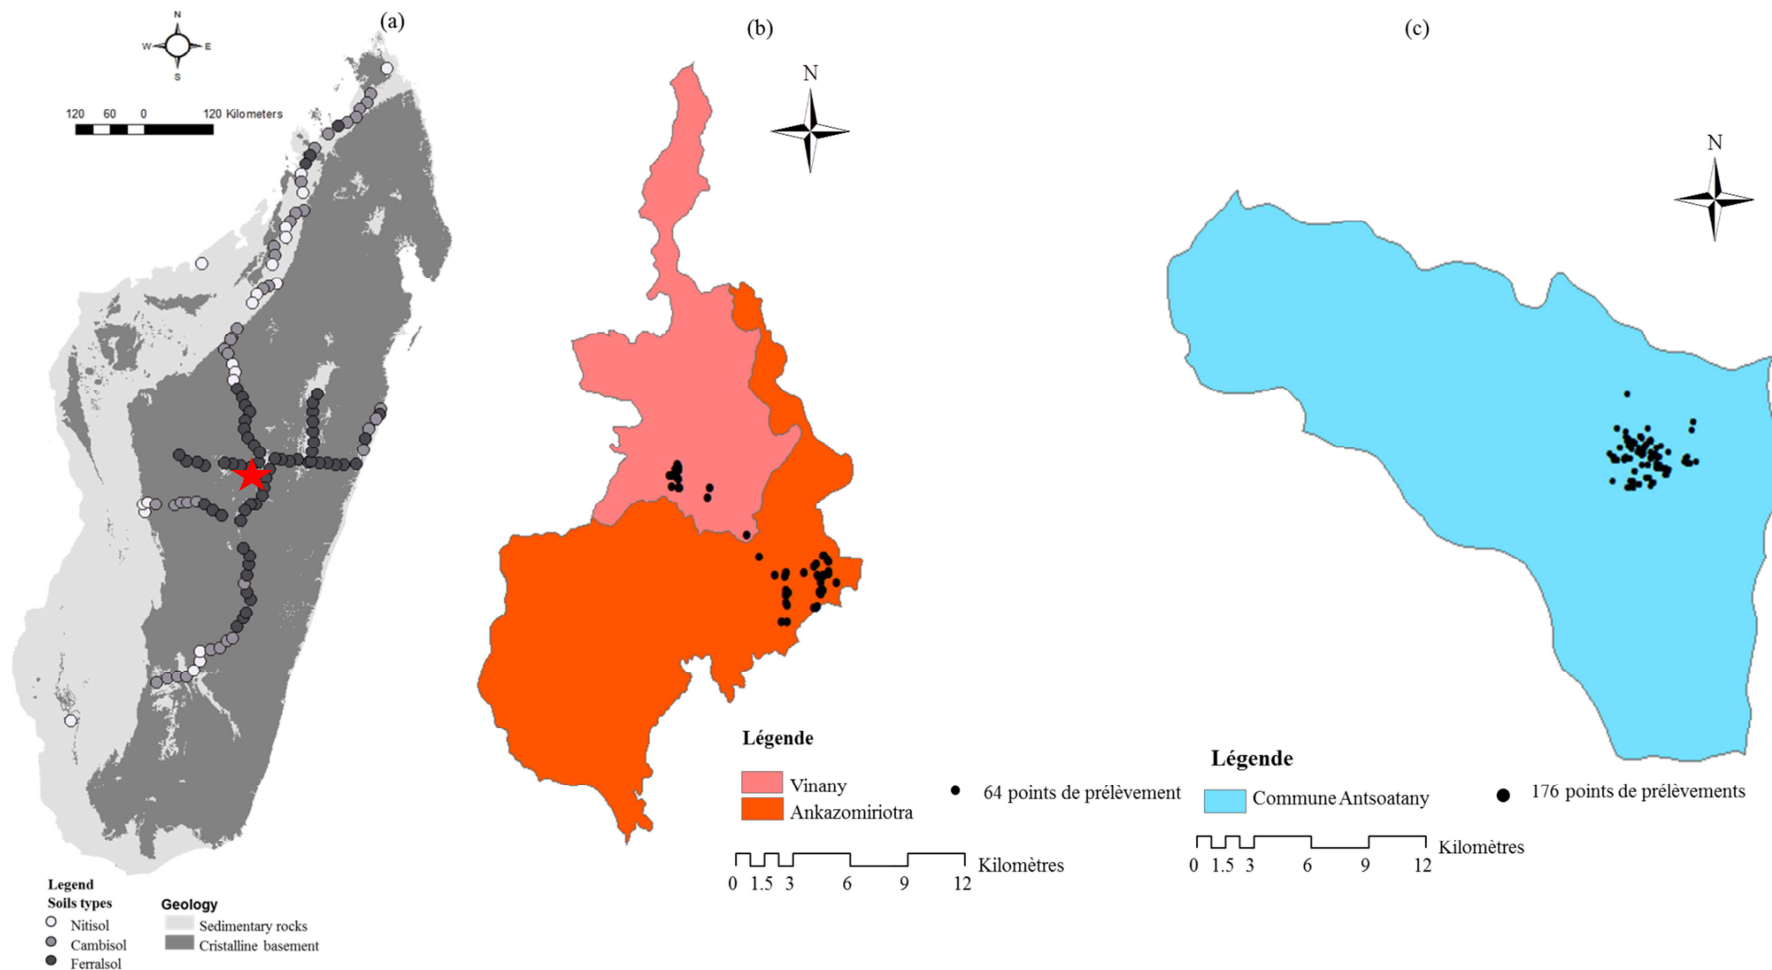 (a)
N
W E
S
120 60 0 120 Kilometers
Legend
Soils types
Nitisol
Cambisol
Ferralsol
Geology
Sedimentary rocks
Cristalline basement
(b)
N
Légende
Vinany
Ankazomiriotra
64 points de prélèvement
Kilomètres
0 1.5 3 6 9 12
(c)
N
Légende
Commune Antsoatany
176 points de prélèvements
Kilomètres
0 1.5 3 6 9 12